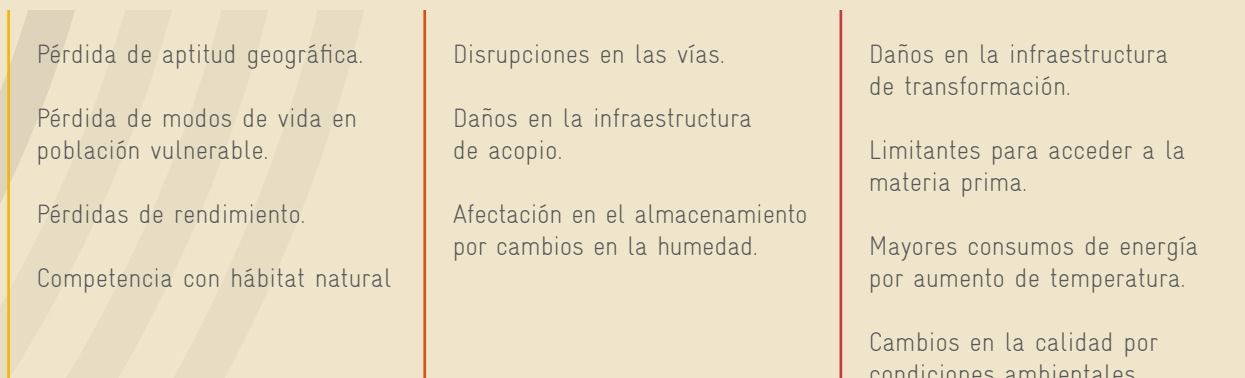 Pérdida de aptitud geográfica.
Pérdida de modos de vida en
población vulnerable.
Pérdidas de rendimiento.
Competencia con hábitat natural
Disrupciones en las vías.
Daños en la infraestructura
de acopio.
Afectación en el almacenamiento
por cambios en la humedad.
Daños en la infraestructura
de transformación.
Limitantes para acceder a la
materia prima.
Mayores consumos de energía
por aumento de temperatura.
Cambios en la calidad por
condiciones ambientales